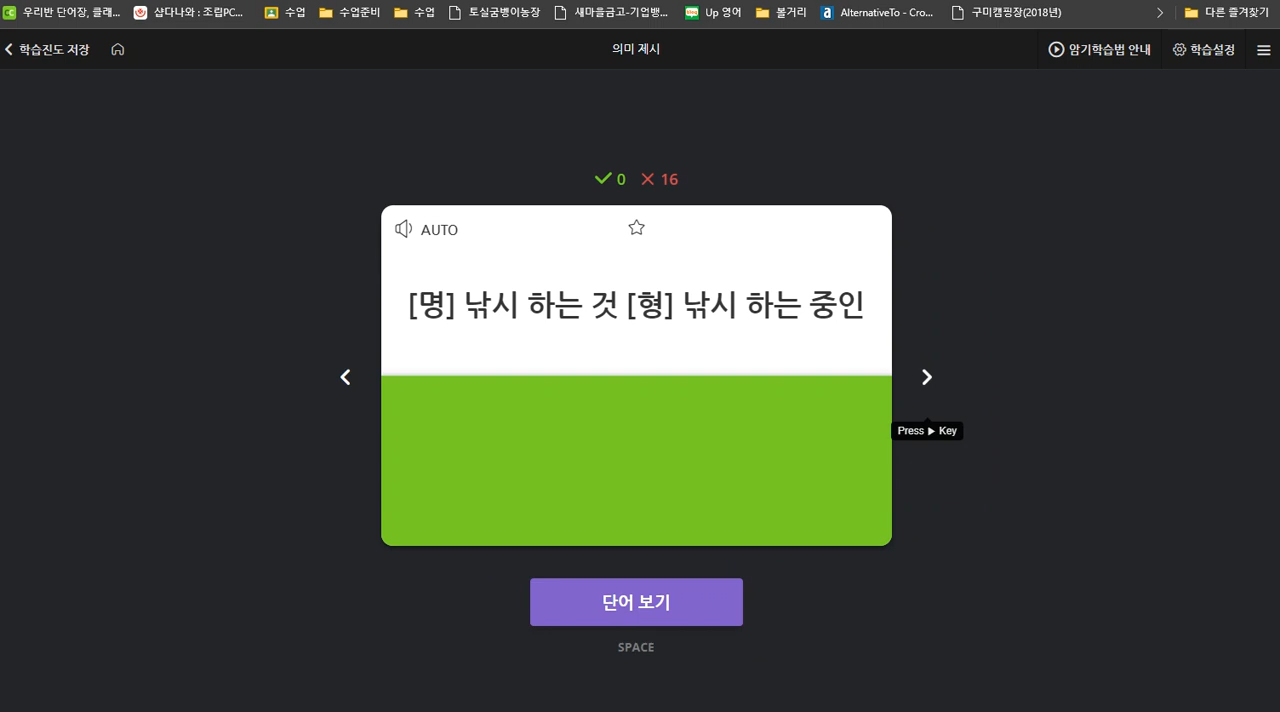 우리반 단어장, 클래... 샵다나와 : 조립PC... 수업 수업준비 수업 토실굼뱅이농장 새마을금고-기업뱅... Up 영어 볼거리 AlternativeTo - Cro... 구미캠핑장(2018년) 다른 즐겨찾기
학습진도 저장 의미 제시 암기학습법 안내 학습설정
0 16
AUTO
[명] 낚시 하는 것 [형] 낚시 하는 중인
Press ▶ Key
단어 보기
SPACE